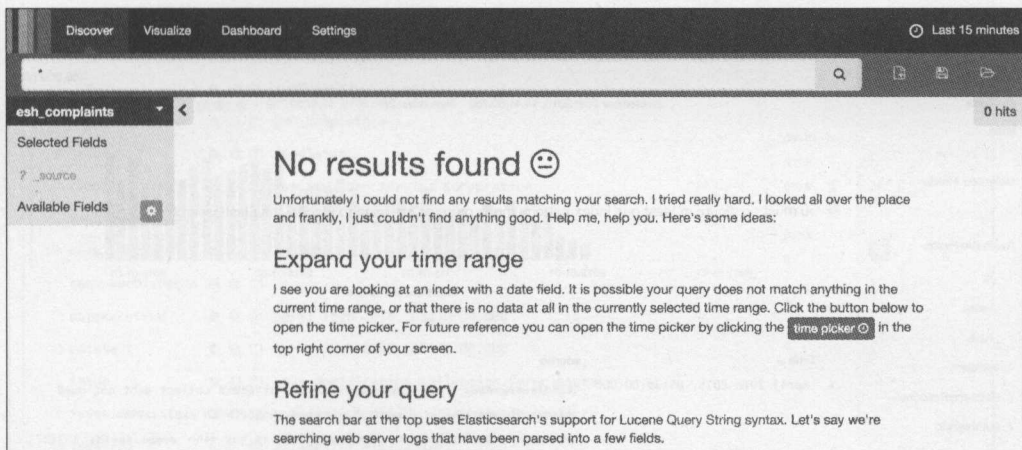 Discover Visualize Dashboard Settings Last 15 minutes
*
esh_complaints 0 hits
Selected Fields
? _source
Available Fields
No results found
Unfortunately I could not find any results matching your search. I tried really hard. I looked all over the place
and frankly, I just couldn't find anything good. Help me, help you. Here's some ideas:
Expand your time range
I see you are looking at an index with a date field. It is possible your query does not match anything in the
current time range, or that there is no data at all in the currently selected time range. Click the button below to
open the time picker. For future reference you can open the time picker by clicking the time picker in the
top right corner of your screen.
Refine your query
The search bar at the top uses Elasticsearch's support for Lucene Query String syntax. Let's say we're
searching web server logs that have been parsed into a few fields.